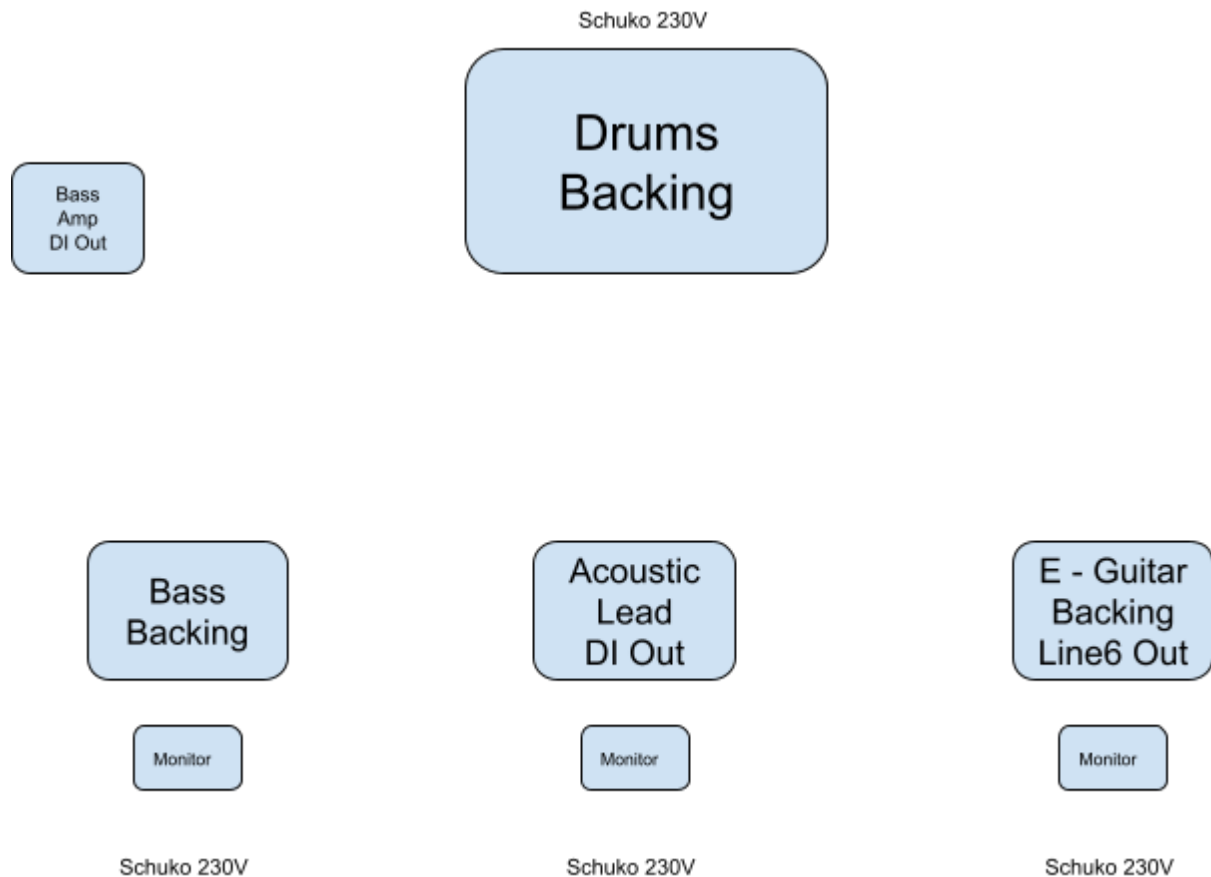 Schuko 230V
Drums
Backing
Bass
Amp
DI Out
Bass
Backing
Acoustic
Lead
DI Out
E - Guitar
Backing
Line6 Out
Monitor
Monitor
Monitor
Schuko 230V
Schuko 230V
Schuko 230V